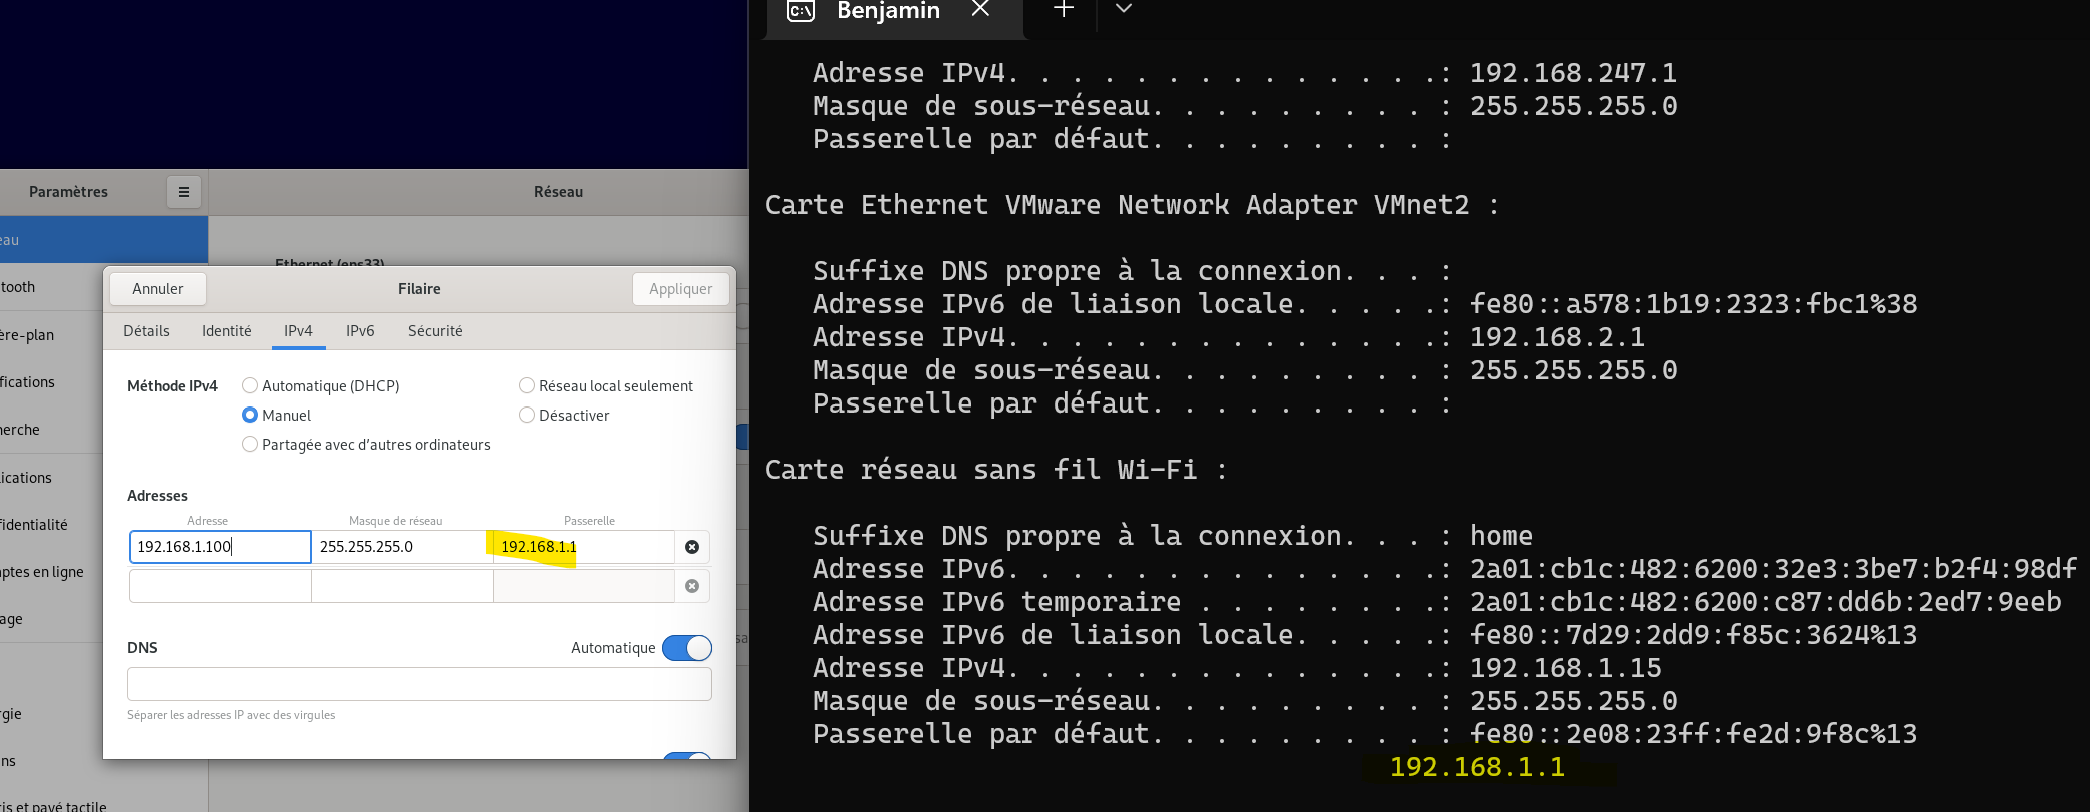 Paramètres
Réseau
eau
tooth
ère-plan
fications
herche
ications
fidentialité
ptes en ligne
age
rgie
ns
ris et pavé tactile
Ethernet (ens33)
Annuler
Filaire
Appliquer
Détails
Identité
IPv4
IPv6
Sécurité
Méthode IPv4
Automatique (DHCP)
Réseau local seulement
Manuel
Désactiver
Partagée avec d’autres ordinateurs
Adresses
Adresse
Masque de réseau
Passerelle
192.168.1.100
255.255.255.0
192.168.1.1
DNS
Automatique
Séparer les adresses IP avec des virgules
sa
Benjamin
Adresse IPv4. . . . . . . . . . . . . .: 192.168.247.1
Masque de sous-réseau. . . . . . . . . : 255.255.255.0
Passerelle par défaut. . . . . . . . . :
Carte Ethernet VMware Network Adapter VMnet2 :
Suffixe DNS propre à la connexion. . . :
Adresse IPv6 de liaison locale. . . . .: fe80::a578:1b19:2323:fbc1%38
Adresse IPv4. . . . . . . . . . . . . .: 192.168.2.1
Masque de sous-réseau. . . . . . . . . : 255.255.255.0
Passerelle par défaut. . . . . . . . . :
Carte réseau sans fil Wi-Fi :
Suffixe DNS propre à la connexion. . . : home
Adresse IPv6. . . . . . . . . . . . . .: 2a01:cb1c:482:6200:32e3:3be7:b2f4:98df
Adresse IPv6 temporaire . . . . . . . .: 2a01:cb1c:482:6200:c87:dd6b:2ed7:9eeb
Adresse IPv6 de liaison locale. . . . .: fe80::7d29:2dd9:f85c:3624%13
Adresse IPv4. . . . . . . . . . . . . .: 192.168.1.15
Masque de sous-réseau. . . . . . . . . : 255.255.255.0
Passerelle par défaut. . . . . . . . . : fe80::2e08:23ff:fe2d:9f8c%13
192.168.1.1